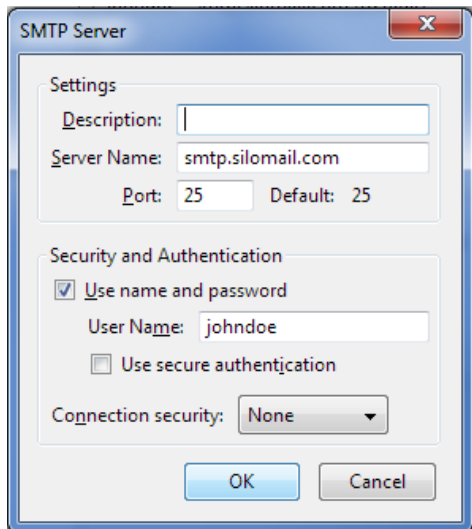 SMTP Server
Settings
Description:
Server Name: smtp.silomail.com
Port: 25 Default: 25
Security and Authentication
Use name and password
User Name: johndoe
Use secure authentication
Connection security: None
OK Cancel